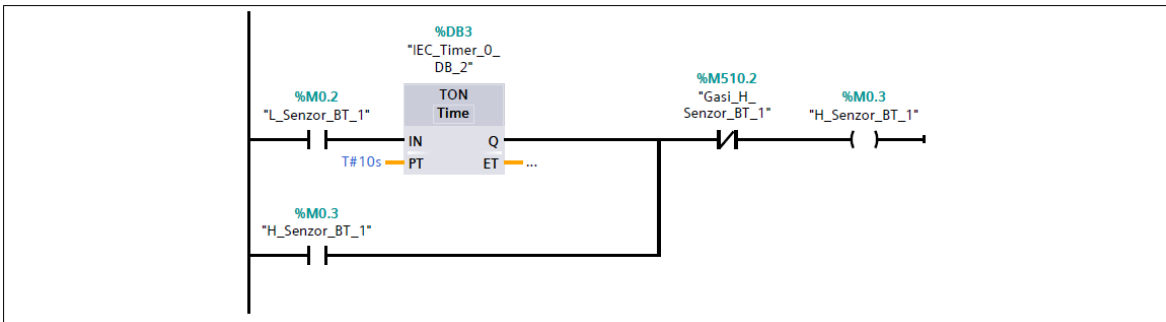 %DB3
"IEC_Timer_0_
DB_2"
%M0.2
"L_Senzor_BT_1"
TON
Time
IN
Q
T#10s
PT
ET
...
%M510.2
"Gasi_H_
Senzor_BT_1"
%M0.3
"H_Senzor_BT_1"
%M0.3
"H_Senzor_BT_1"